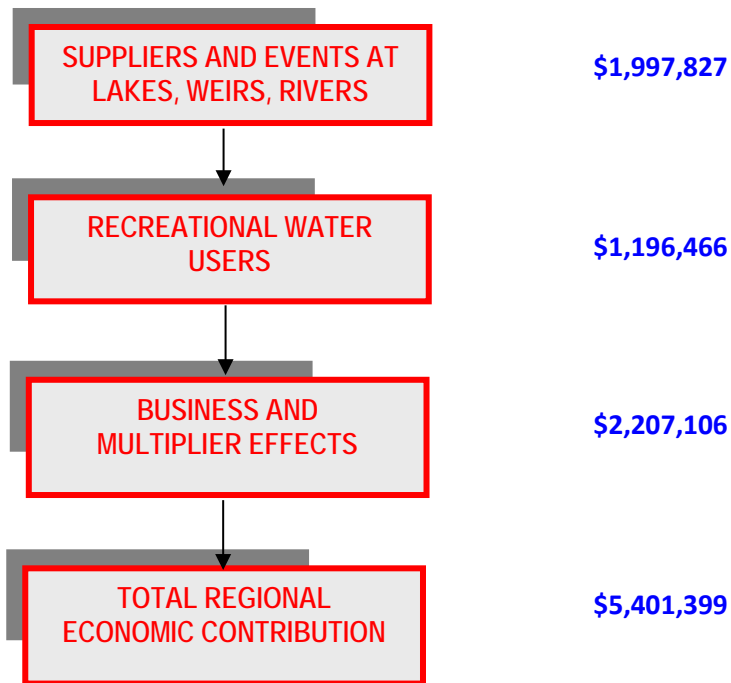 SUPPLIERS AND EVENTS AT
LAKES, WEIRS, RIVERS
$1,997,827
RECREATIONAL WATER
USERS
$1,196,466
BUSINESS AND
MULTIPLIER EFFECTS
$2,207,106
TOTAL REGIONAL
ECONOMIC CONTRIBUTION
$5,401,399